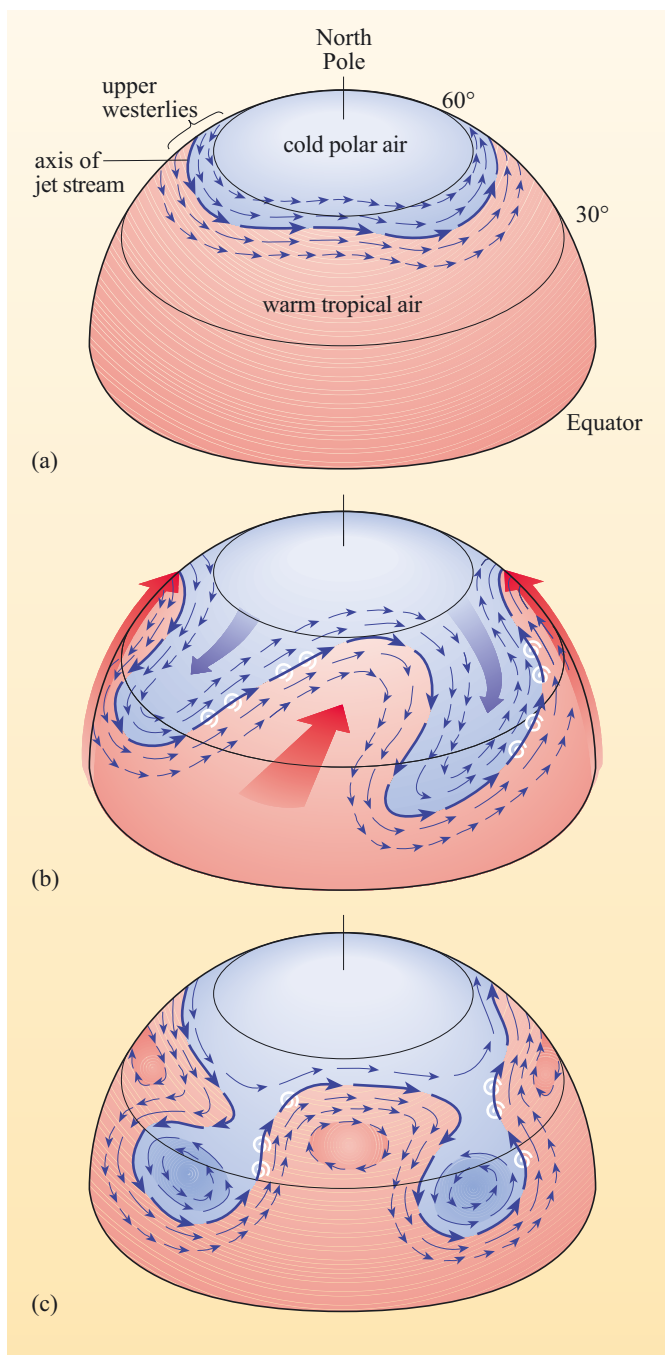 North
Pole
60°
upper
westerlies
cold polar air
axis of
jet stream
30°
warm tropical air
Equator
(a)
(b)
(c)